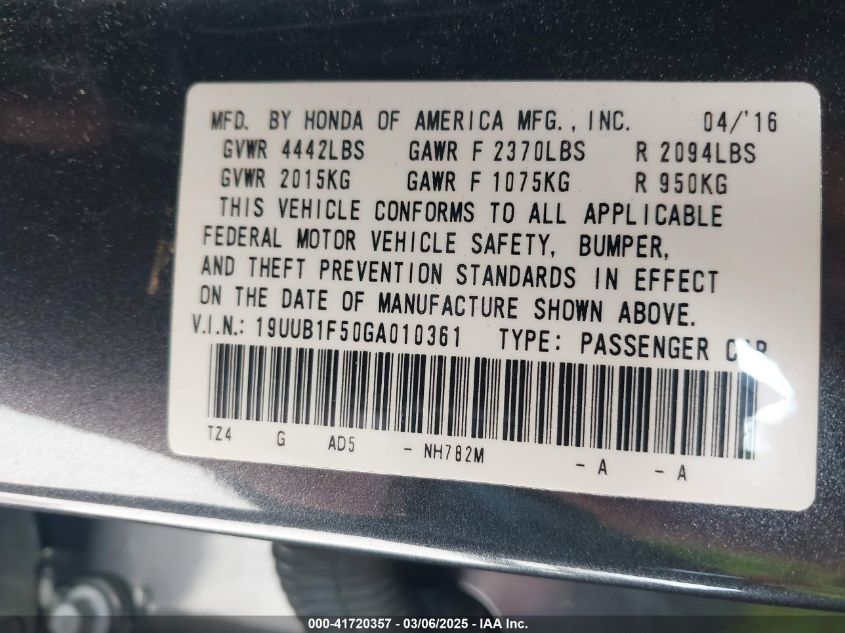 MFD. BY HONDA OF AMERICA MFG., INC. 04/'16
GVWR 4442LBS GAWR F 2370LBS R 2094LBS
GVWR 2015KG GAWR F 1075KG R 950KG
THIS VEHICLE CONFORMS TO ALL APPLICABLE
FEDERAL MOTOR VEHICLE SAFETY, BUMPER,
AND THEFT PREVENTION STANDARDS IN EFFECT
ON THE DATE OF MANUFACTURE SHOWN ABOVE.
V.I.N.: 19UUB1F50GA010361 TYPE: PASSENGER CAR
TZ4 G AD5 - NH782M - A - A
000-41720357 - 03/06/2025 - IAA Inc.